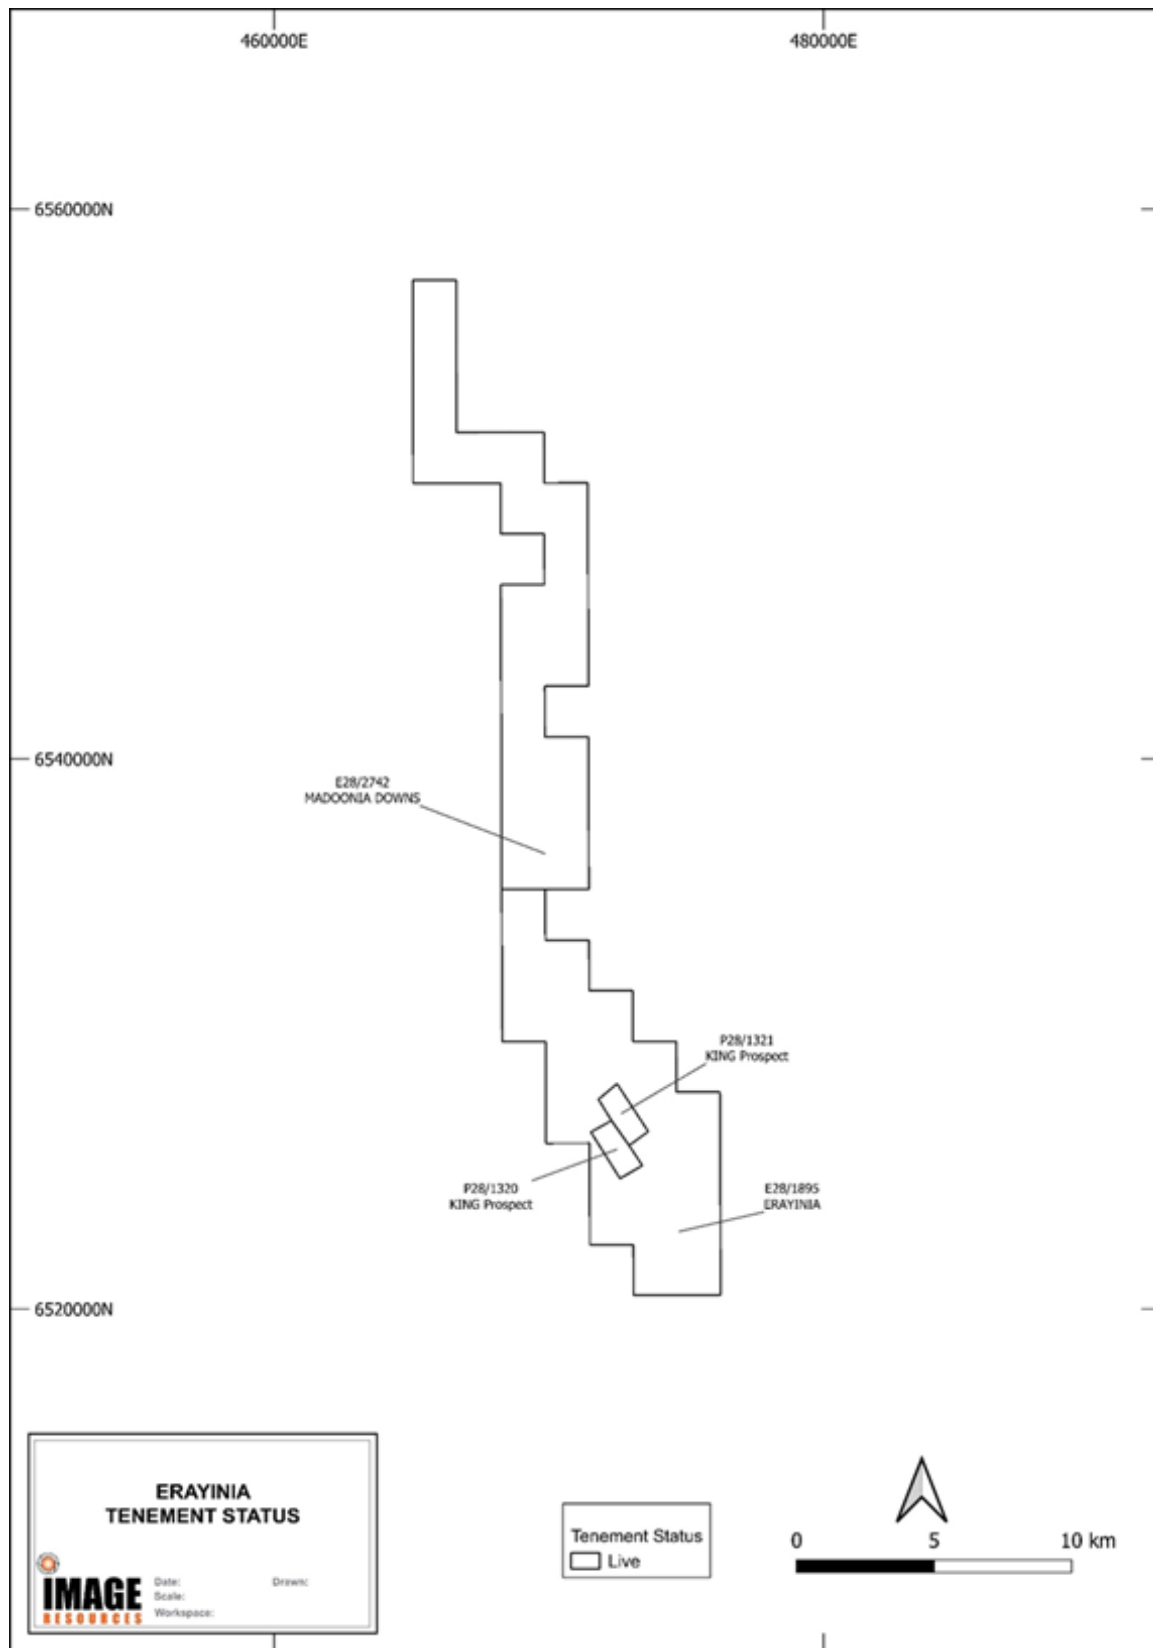 460000E
480000E
6560000N
6540000N
E28/2742
MADOONIA DOWNS
P28/1321
KING Prospect
P28/1320
KING Prospect
E28/1895
ERAYINIA
6520000N
ERAYINIA
TENEMENT STATUS
IMAGE
RESOURCES
Date:
Drawn:
Scale:
Workspace:
Tenement Status
Live
0 5 10 km